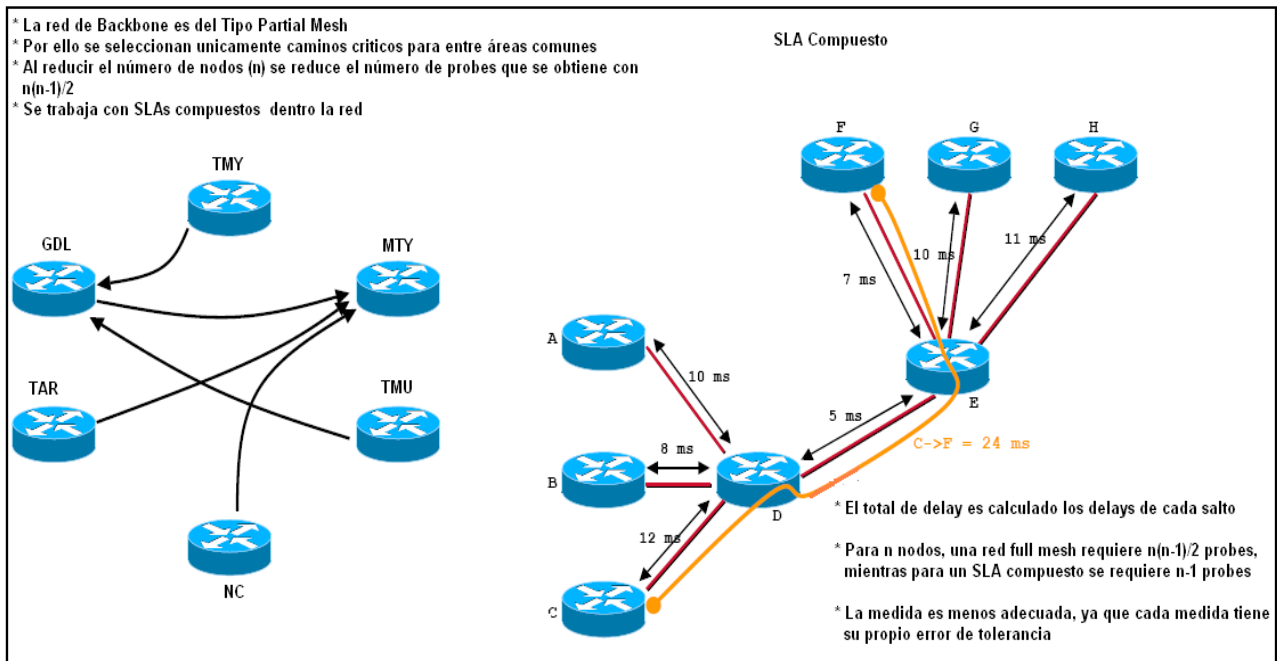 * La red de Backbone es del Tipo Partial Mesh
* Por ello se seleccionan unicamente caminos criticos para entre áreas comunes
* Al reducir el número de nodos (n) se reduce el número de probes que se obtiene con
n(n-1)/2
* Se trabaja con SLAs compuestos dentro la red
TMY
GDL
MTY
TAR
TMU
NC
SLA Compuesto
F
G
H
7 ms
10 ms
11 ms
A
10 ms
E
5 ms
C->F = 24 ms
8 ms
B
D
12 ms
C
* El total de delay es calculado los delays de cada salto
* Para n nodos, una red full mesh requiere n(n-1)/2 probes,
mientras para un SLA compuesto se requiere n-1 probes
* La medida es menos adecuada, ya que cada medida tiene
su propio error de tolerancia